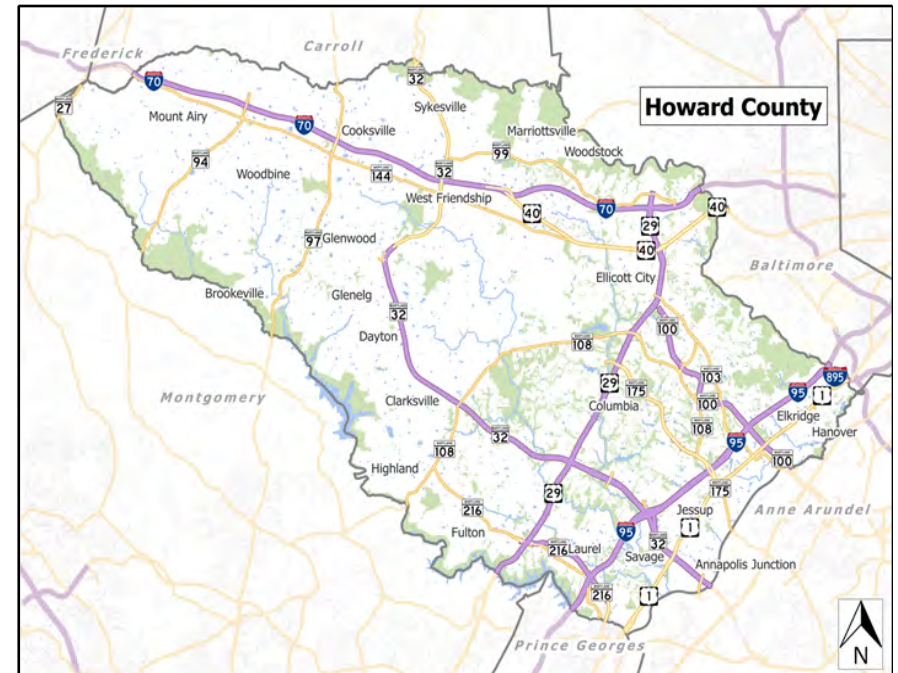 Frederick
Carroll
70
32
27
Mount Airy
Sykesville
Howard County
70
Cooksville
Marriottsville
94
99
Woodstock
Woodbine
144
32
West Friendship
40
70
40
29
97
Glenwood
40
Ellicott City
Baltimore
Brookeville
Glenelg
32
100
Dayton
108
103
895
29
175
95
1
Montgomery
Clarksville
Columbia
100
Elkridge
108
Hanover
32
95
108
100
Highland
29
175
216
Jessup
Anne Arundel
Fulton
95
1
216
Laurel
Savage
32
Annapolis Junction
216
1
Prince Georges
N